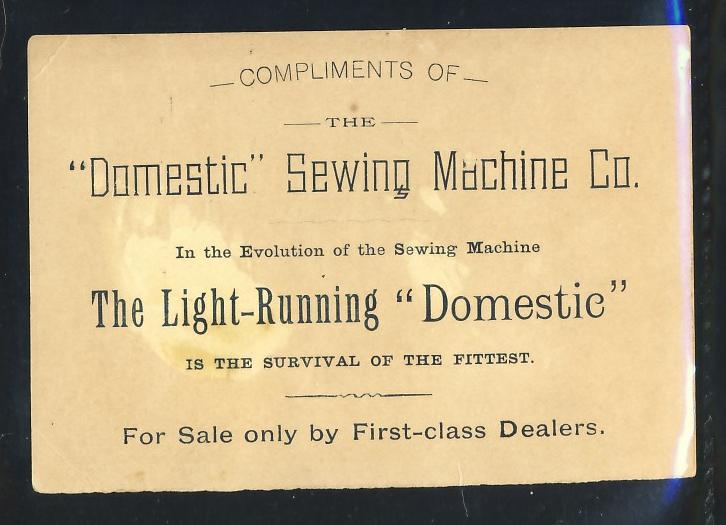 COMPLIMENTS OF
THE
"Domestic" Sewing Machine Co.
In the Evolution of the Sewing Machine
The Light-Running "Domestic"
IS THE SURVIVAL OF THE FITTEST.
For Sale only by First-class Dealers.